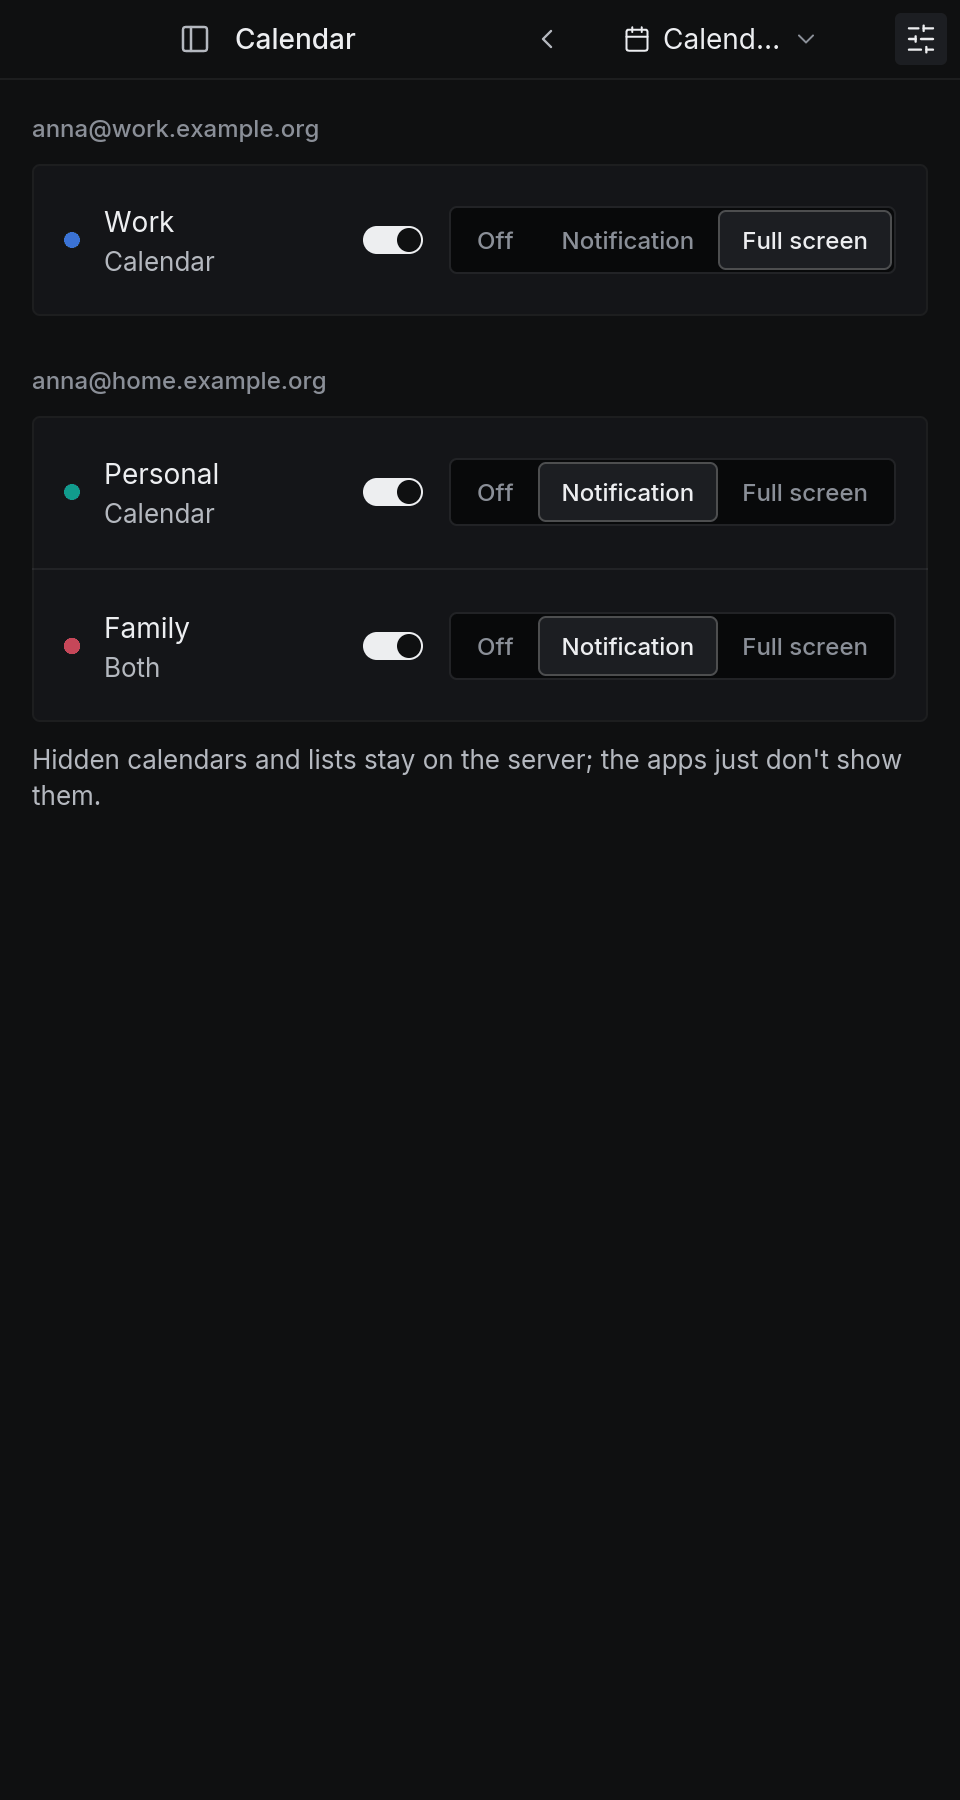 Calendar
Calend...
anna@work.example.org
Work
Calendar
Off Notification Full screen
anna@home.example.org
Personal
Calendar
Off Notification Full screen
Family
Both
Off Notification Full screen
Hidden calendars and lists stay on the server; the apps just don't show
them.